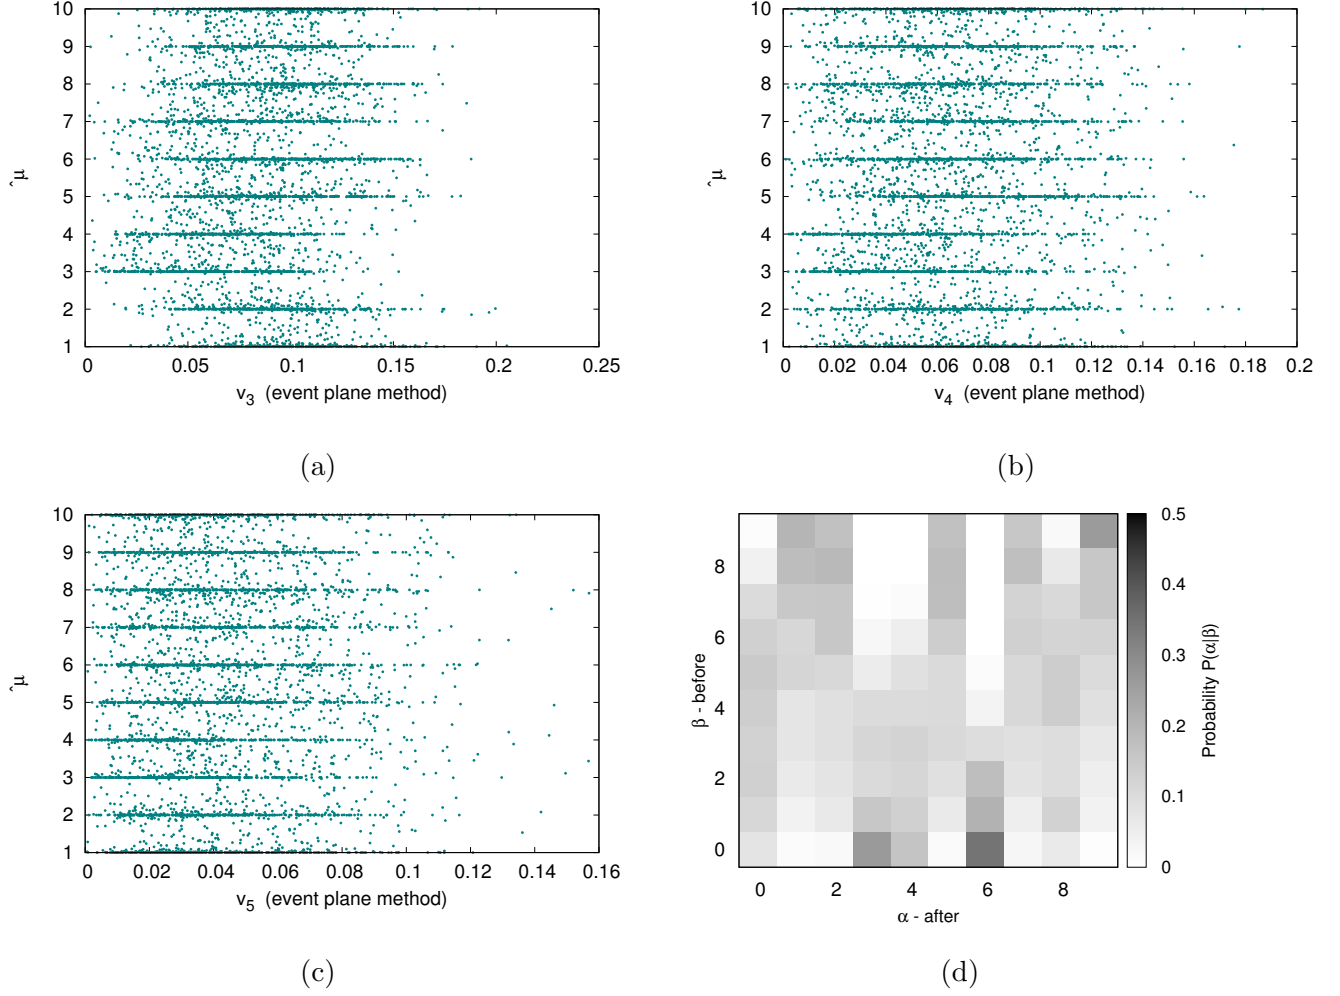 10
9
8
7
6
5
4
3
2
1
μ̂
0 0.05 0.1 0.15 0.2 0.25
v3 (event plane method)
(a)
10
9
8
7
6
5
4
3
2
1
μ̂
0 0.02 0.04 0.06 0.08 0.1 0.12 0.14 0.16 0.18 0.2
v4 (event plane method)
(b)
10
9
8
7
6
5
4
3
2
1
μ̂
0 0.02 0.04 0.06 0.08 0.1 0.12 0.14 0.16
v5 (event plane method)
(c)
8
6
4
2
0
β - before
0 2 4 6 8
α - after
0.5
0.4
0.3
0.2
0.1
0
Probability P(α|β)
(d)